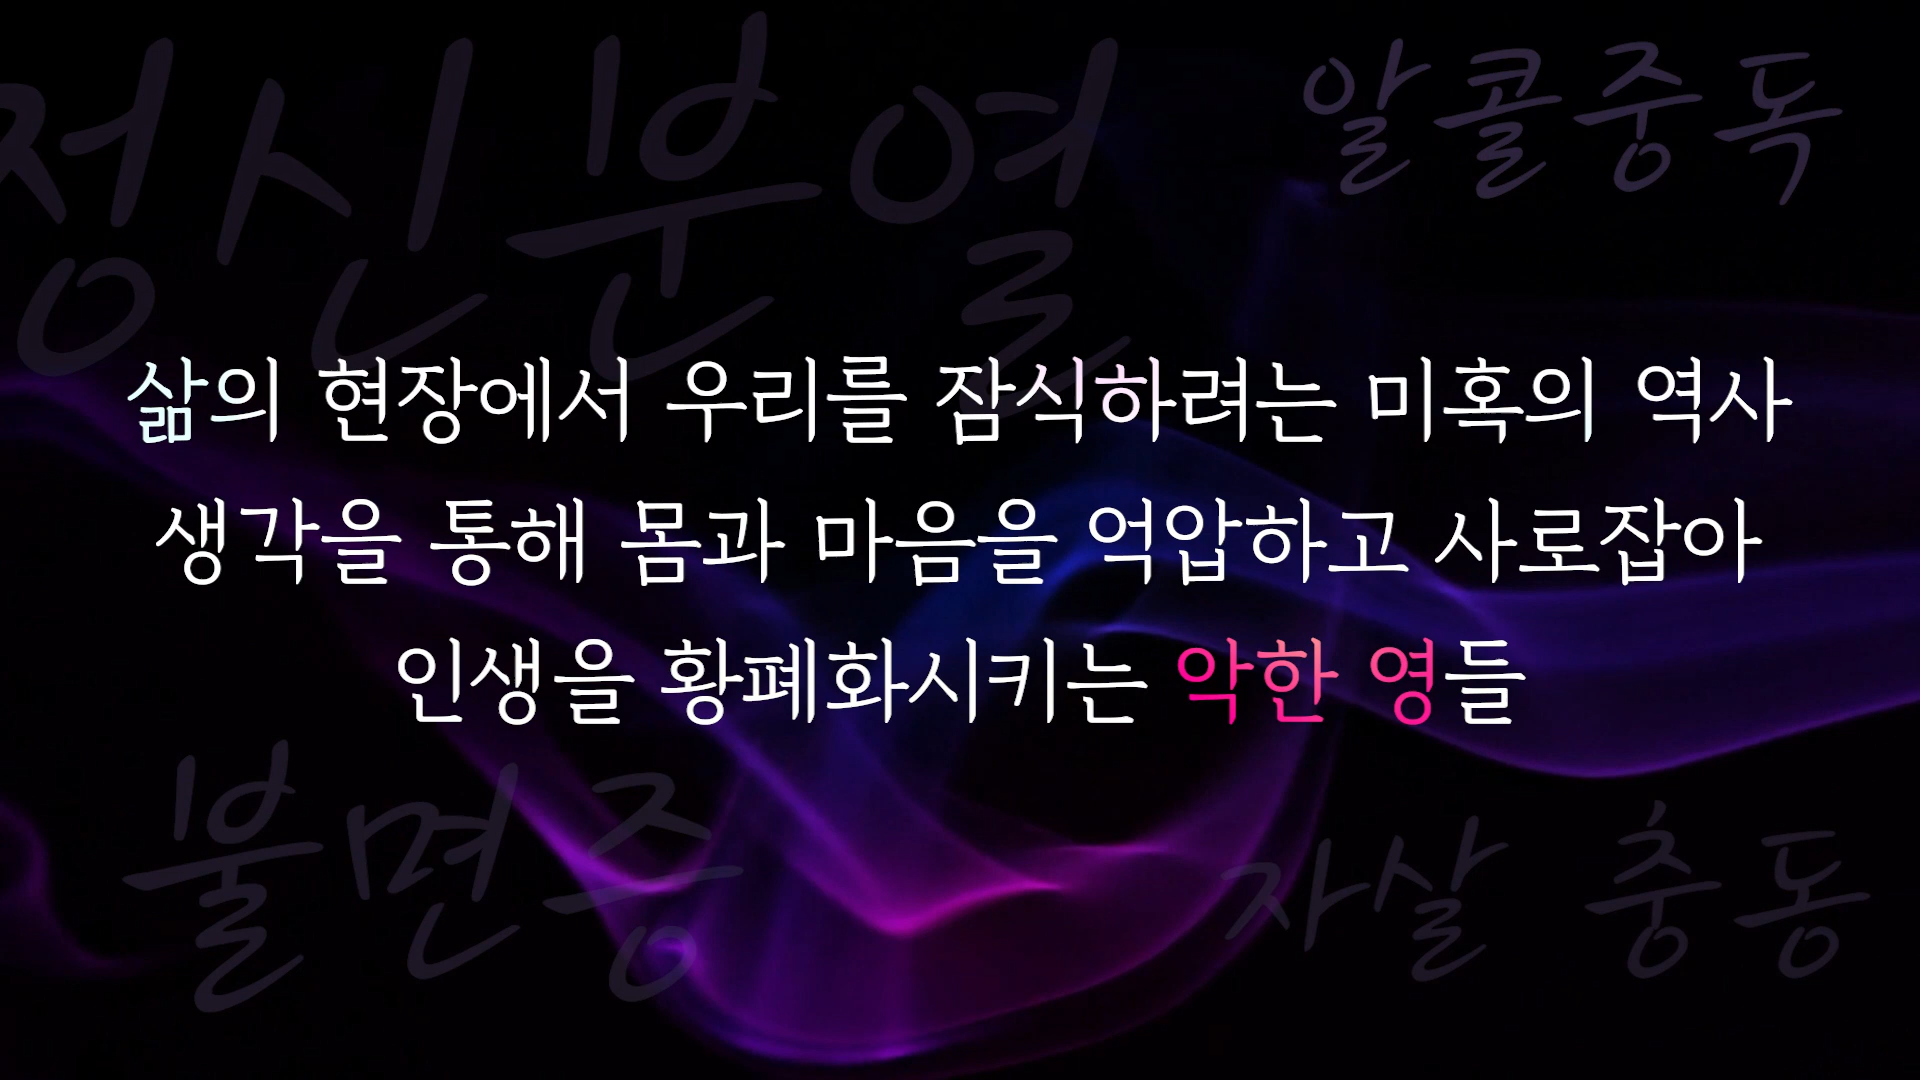 정신분열
알콜중독
삶의 현장에서 우리를 잠식하려는 미혹의 역사
생각을 통해 몸과 마음을 억압하고 사로잡아
인생을 황폐화시키는 악한 영들
불면증
자살 충동